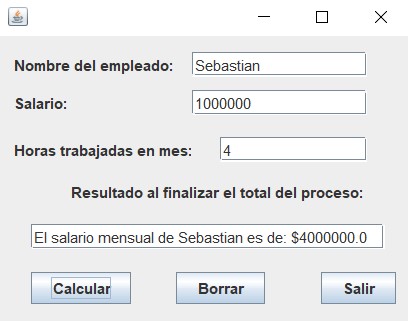 Nombre del empleado: Sebastian
Salario: 1000000
Horas trabajadas en mes: 4
Resultado al finalizar el total del proceso:
El salario mensual de Sebastian es de: $4000000.0
Calcular Borrar Salir